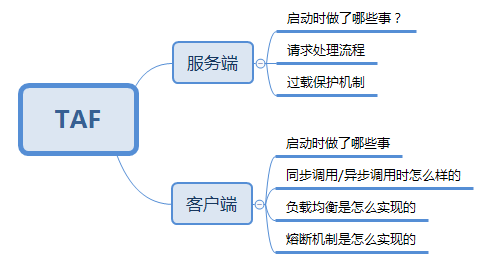 TAF
服务端
启动时做了哪些事？
请求处理流程
过载保护机制
客户端
启动时做了哪些事
同步调用/异步调用时怎么样的
负载均衡是怎么实现的
熔断机制是怎么实现的